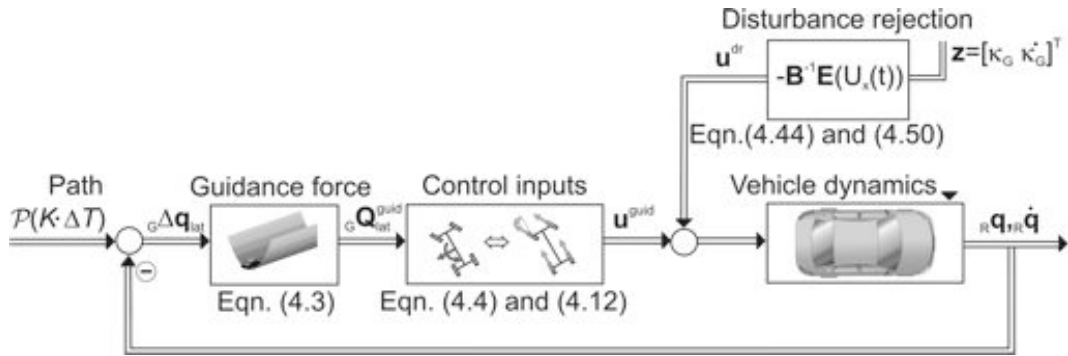 Disturbance rejection
u^dr
-B^-1 E(U_x(t))
z=[κ_G κ̇_G]^T
Eqn.(4.44) and (4.50)
Path
𝒫(K·ΔT)
_GΔq_lat
Guidance force
_GQ_lat^guid
Control inputs
u^guid
Vehicle dynamics
_Rq,_Rq̇
−
Eqn. (4.3)
Eqn. (4.4) and (4.12)